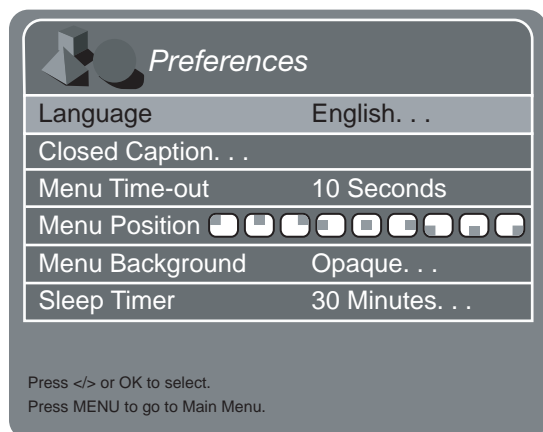 Preferences
Language English. . .
Closed Caption. . .
Menu Time-out 10 Seconds
Menu Position
Menu Background Opaque. . .
Sleep Timer 30 Minutes. . .
Press </> or OK to select.
Press MENU to go to Main Menu.